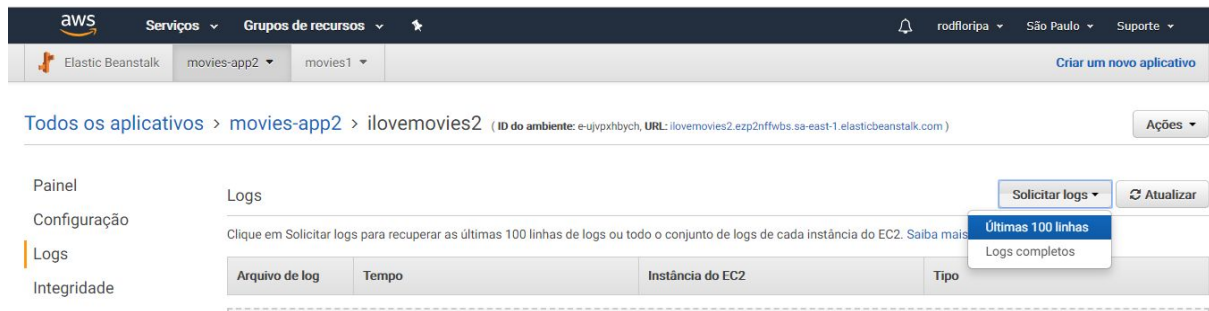 aws Serviços Grupos de recursos rodfloripa São Paulo Suporte
Elastic Beanstalk movies-app2 movies1 Criar um novo aplicativo
Todos os aplicativos > movies-app2 > ilovemovies2 ( ID do ambiente: e-ujvpxhbych, URL: ilovemovies2.ezp2nffwbs.sa-east-1.elasticbeanstalk.com ) Ações
Painel
Configuração
Logs
Integridade
Logs Solicitar logs Atualizar
Últimas 100 linhas
Logs completos
Clique em Solicitar logs para recuperar as últimas 100 linhas de logs ou todo o conjunto de logs de cada instância do EC2. Saiba mais
Arquivo de log Tempo Instância do EC2 Tipo